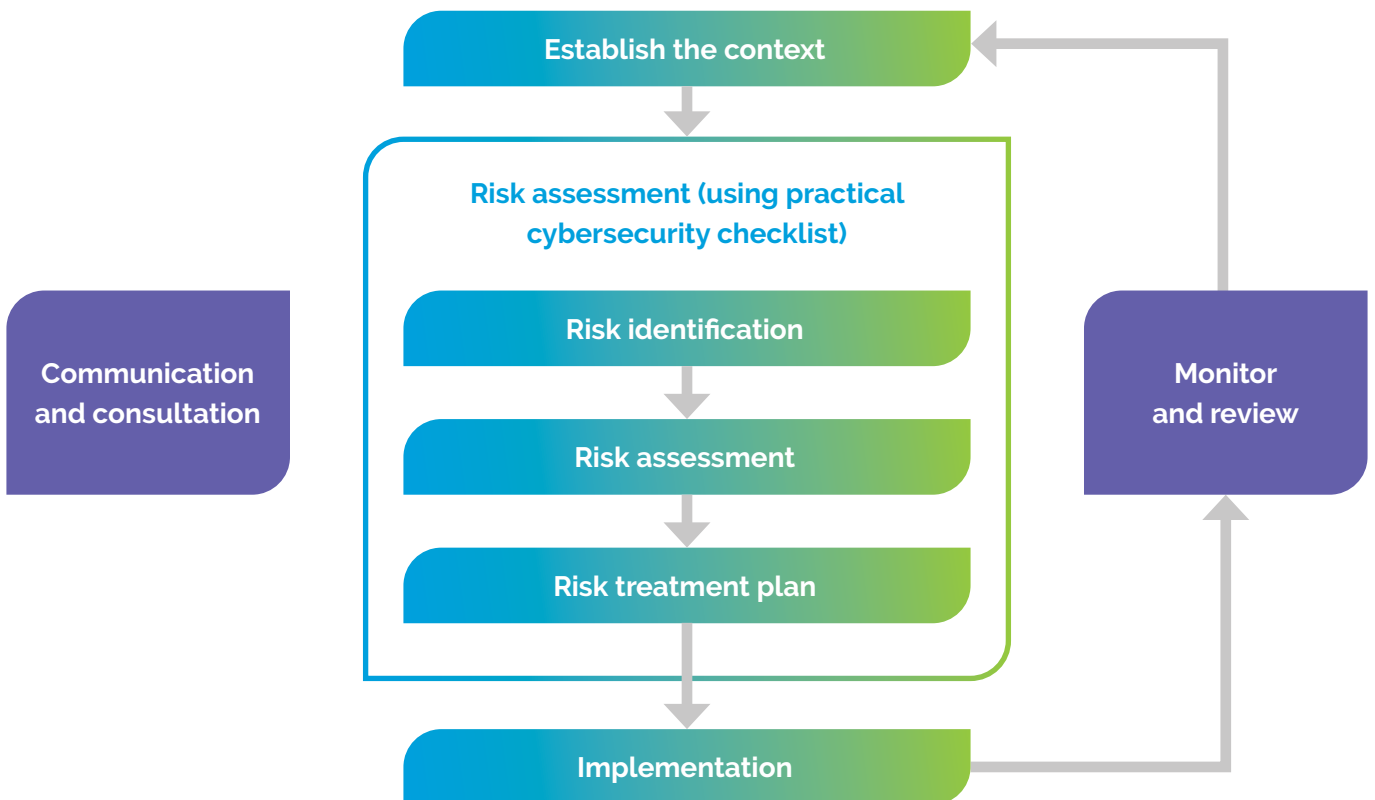 Establish the context
Risk assessment (using practical
cybersecurity checklist)
Risk identification
Communication
and consultation
Monitor
and review
Risk assessment
Risk treatment plan
Implementation